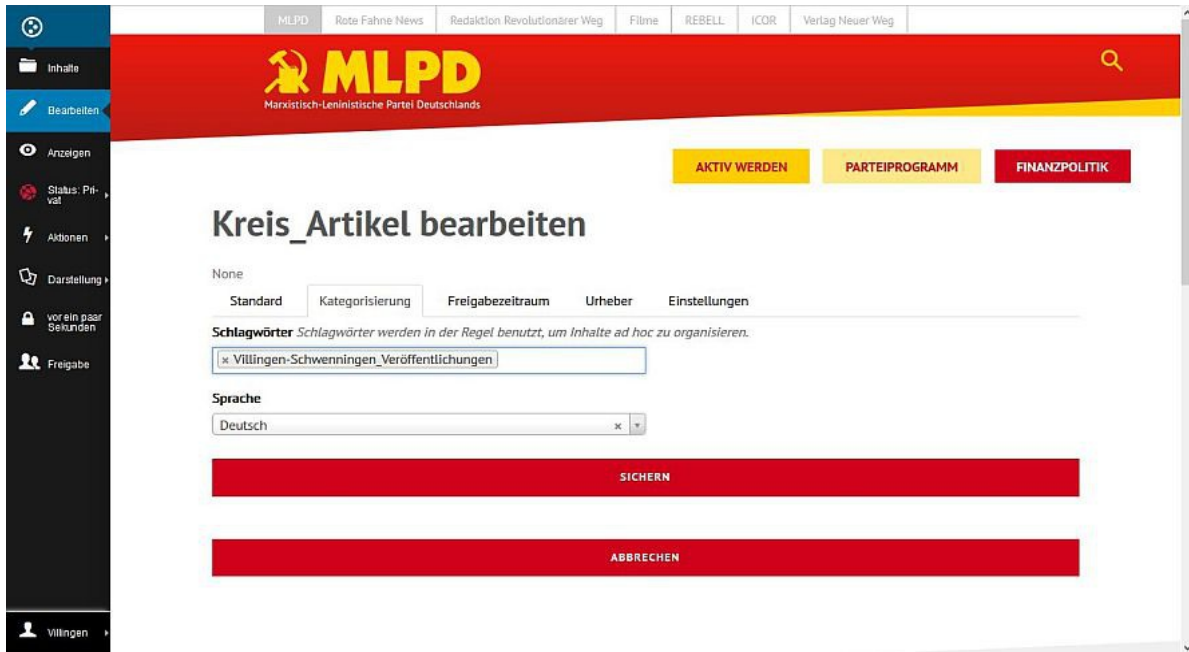 MLPD Rote Fahne News Redaktion Revolutionärer Weg Filme REBELL ICOR Verlag Neuer Weg
MLPD
Marxistisch-Leninistische Partei Deutschlands
Inhalte
Bearbeiten
Anzeigen
Status: Pri-
vat
Aktionen
Darstellung
vor ein paar
Sekunden
Freigabe
Villingen
AKTIV WERDEN PARTEIPROGRAMM FINANZPOLITIK
Kreis_Artikel bearbeiten
None
Standard Kategorisierung Freigabezeitraum Urheber Einstellungen
Schlagwörter Schlagwörter werden in der Regel benutzt, um Inhalte ad hoc zu organisieren.
× Villingen-Schwenningen_Veröffentlichungen
Sprache
Deutsch ×
SICHERN
ABBRECHEN